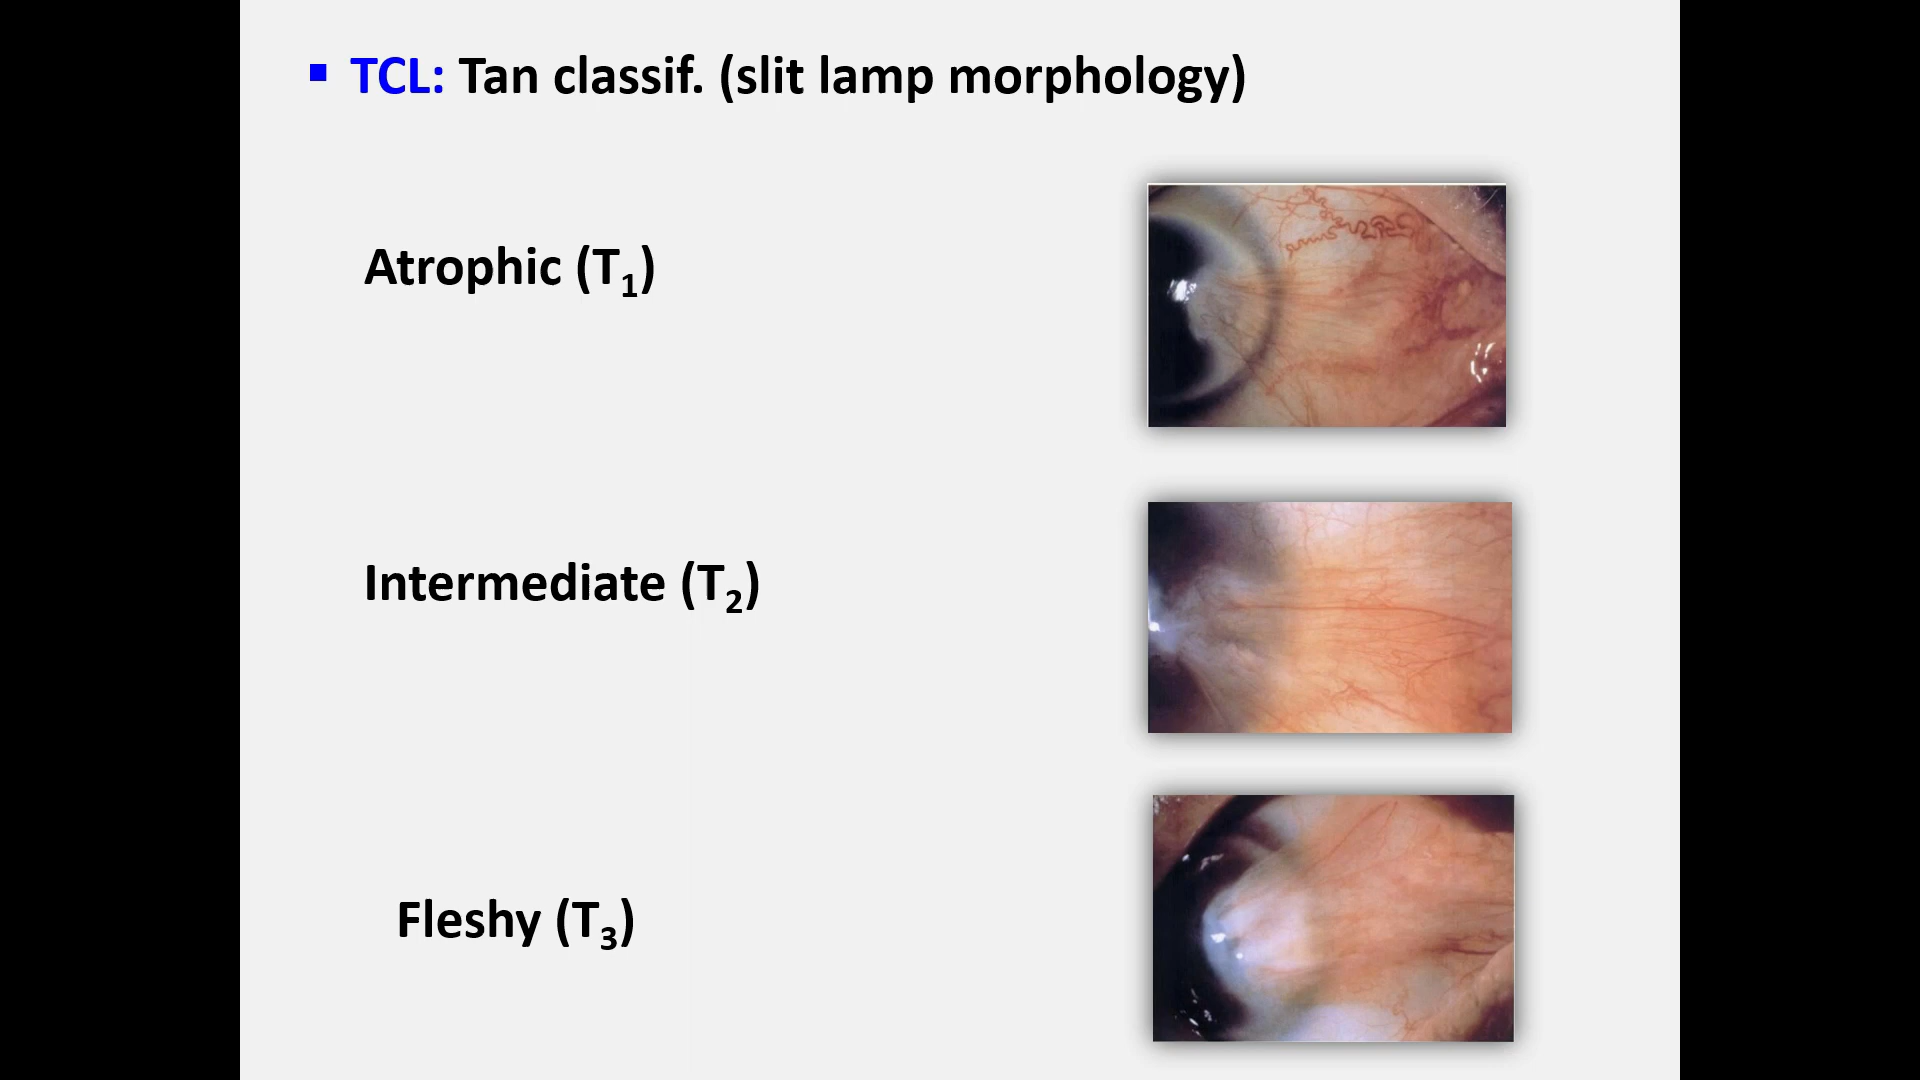 ▪ TCL: Tan classif. (slit lamp morphology)
Atrophic (T₁)
Intermediate (T₂)
Fleshy (T₃)